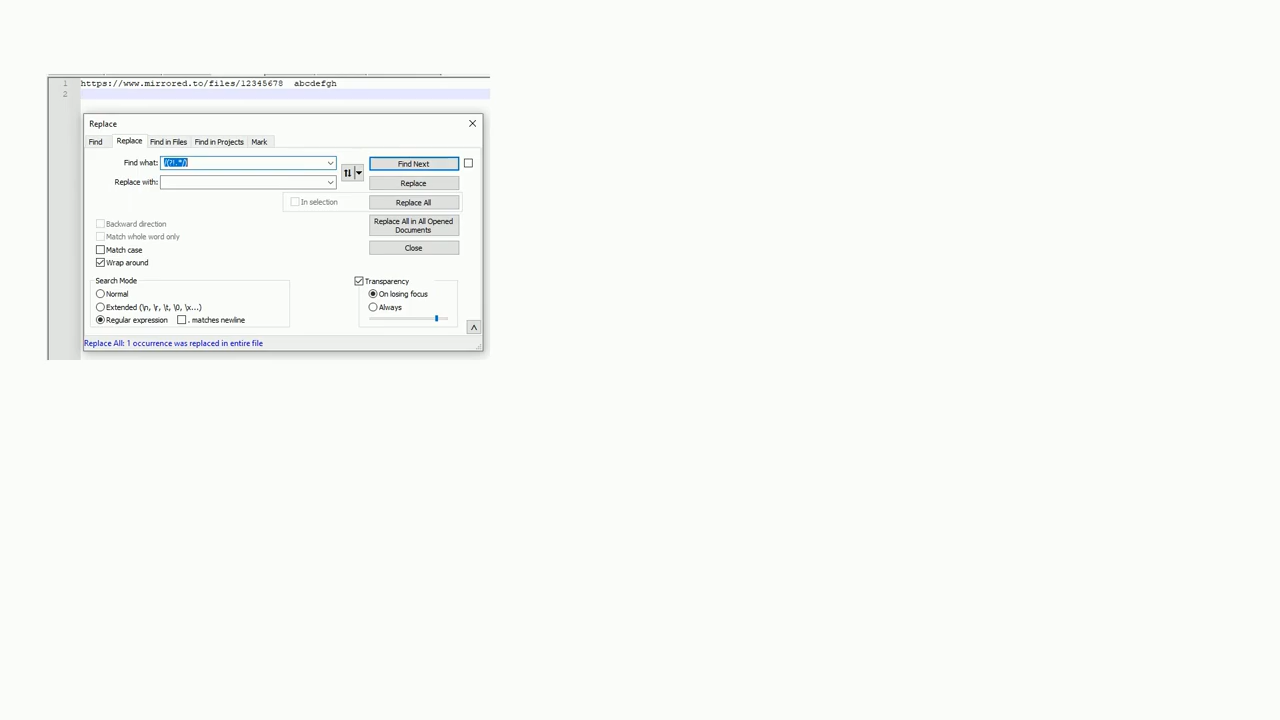 1 https://www.mirrored.to/files/12345678 abcdefgh
2
Replace
Find Replace Find in Files Find in Projects Mark
Find what: /(?!.*/) Find Next
Replace with: Replace
In selection Replace All
Replace All in All Opened
Documents
Close
Backward direction
Match whole word only
Match case
Wrap around
Search Mode
Normal
Extended (\n, \r, \t, \0, \x...)
Regular expression . matches newline
Transparency
On losing focus
Always
Replace All: 1 occurrence was replaced in entire file